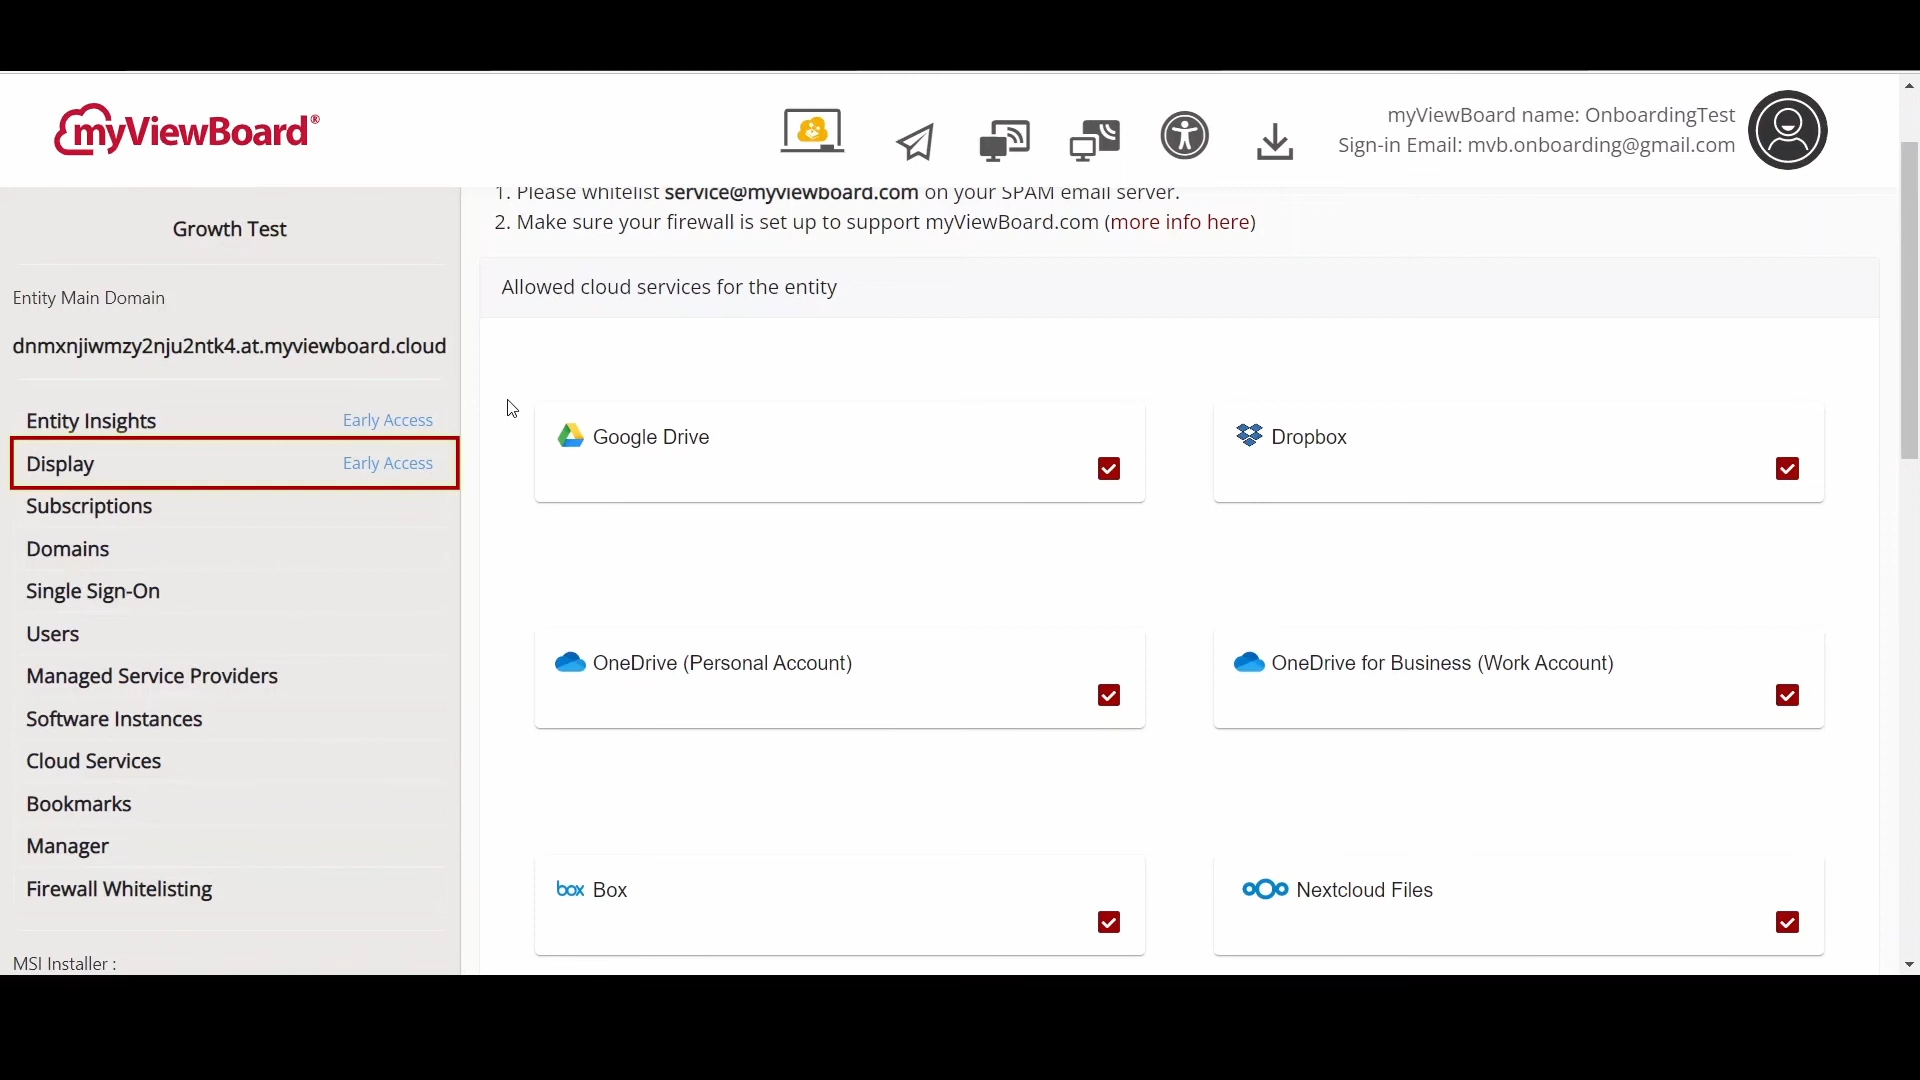 myViewBoard®
myViewBoard name: OnboardingTest
Sign-in Email: mvb.onboarding@gmail.com
Growth Test
Entity Main Domain
dnmxnjiwmzy2nju2ntk4.at.myviewboard.cloud
Entity Insights Early Access
Display Early Access
Subscriptions
Domains
Single Sign-On
Users
Managed Service Providers
Software Instances
Cloud Services
Bookmarks
Manager
Firewall Whitelisting
MSI Installer :
1. Please whitelist service@myviewboard.com on your SPAM email server.
2. Make sure your firewall is set up to support myViewBoard.com (more info here)
Allowed cloud services for the entity
Google Drive
Dropbox
OneDrive (Personal Account)
OneDrive for Business (Work Account)
box Box
Nextcloud Files